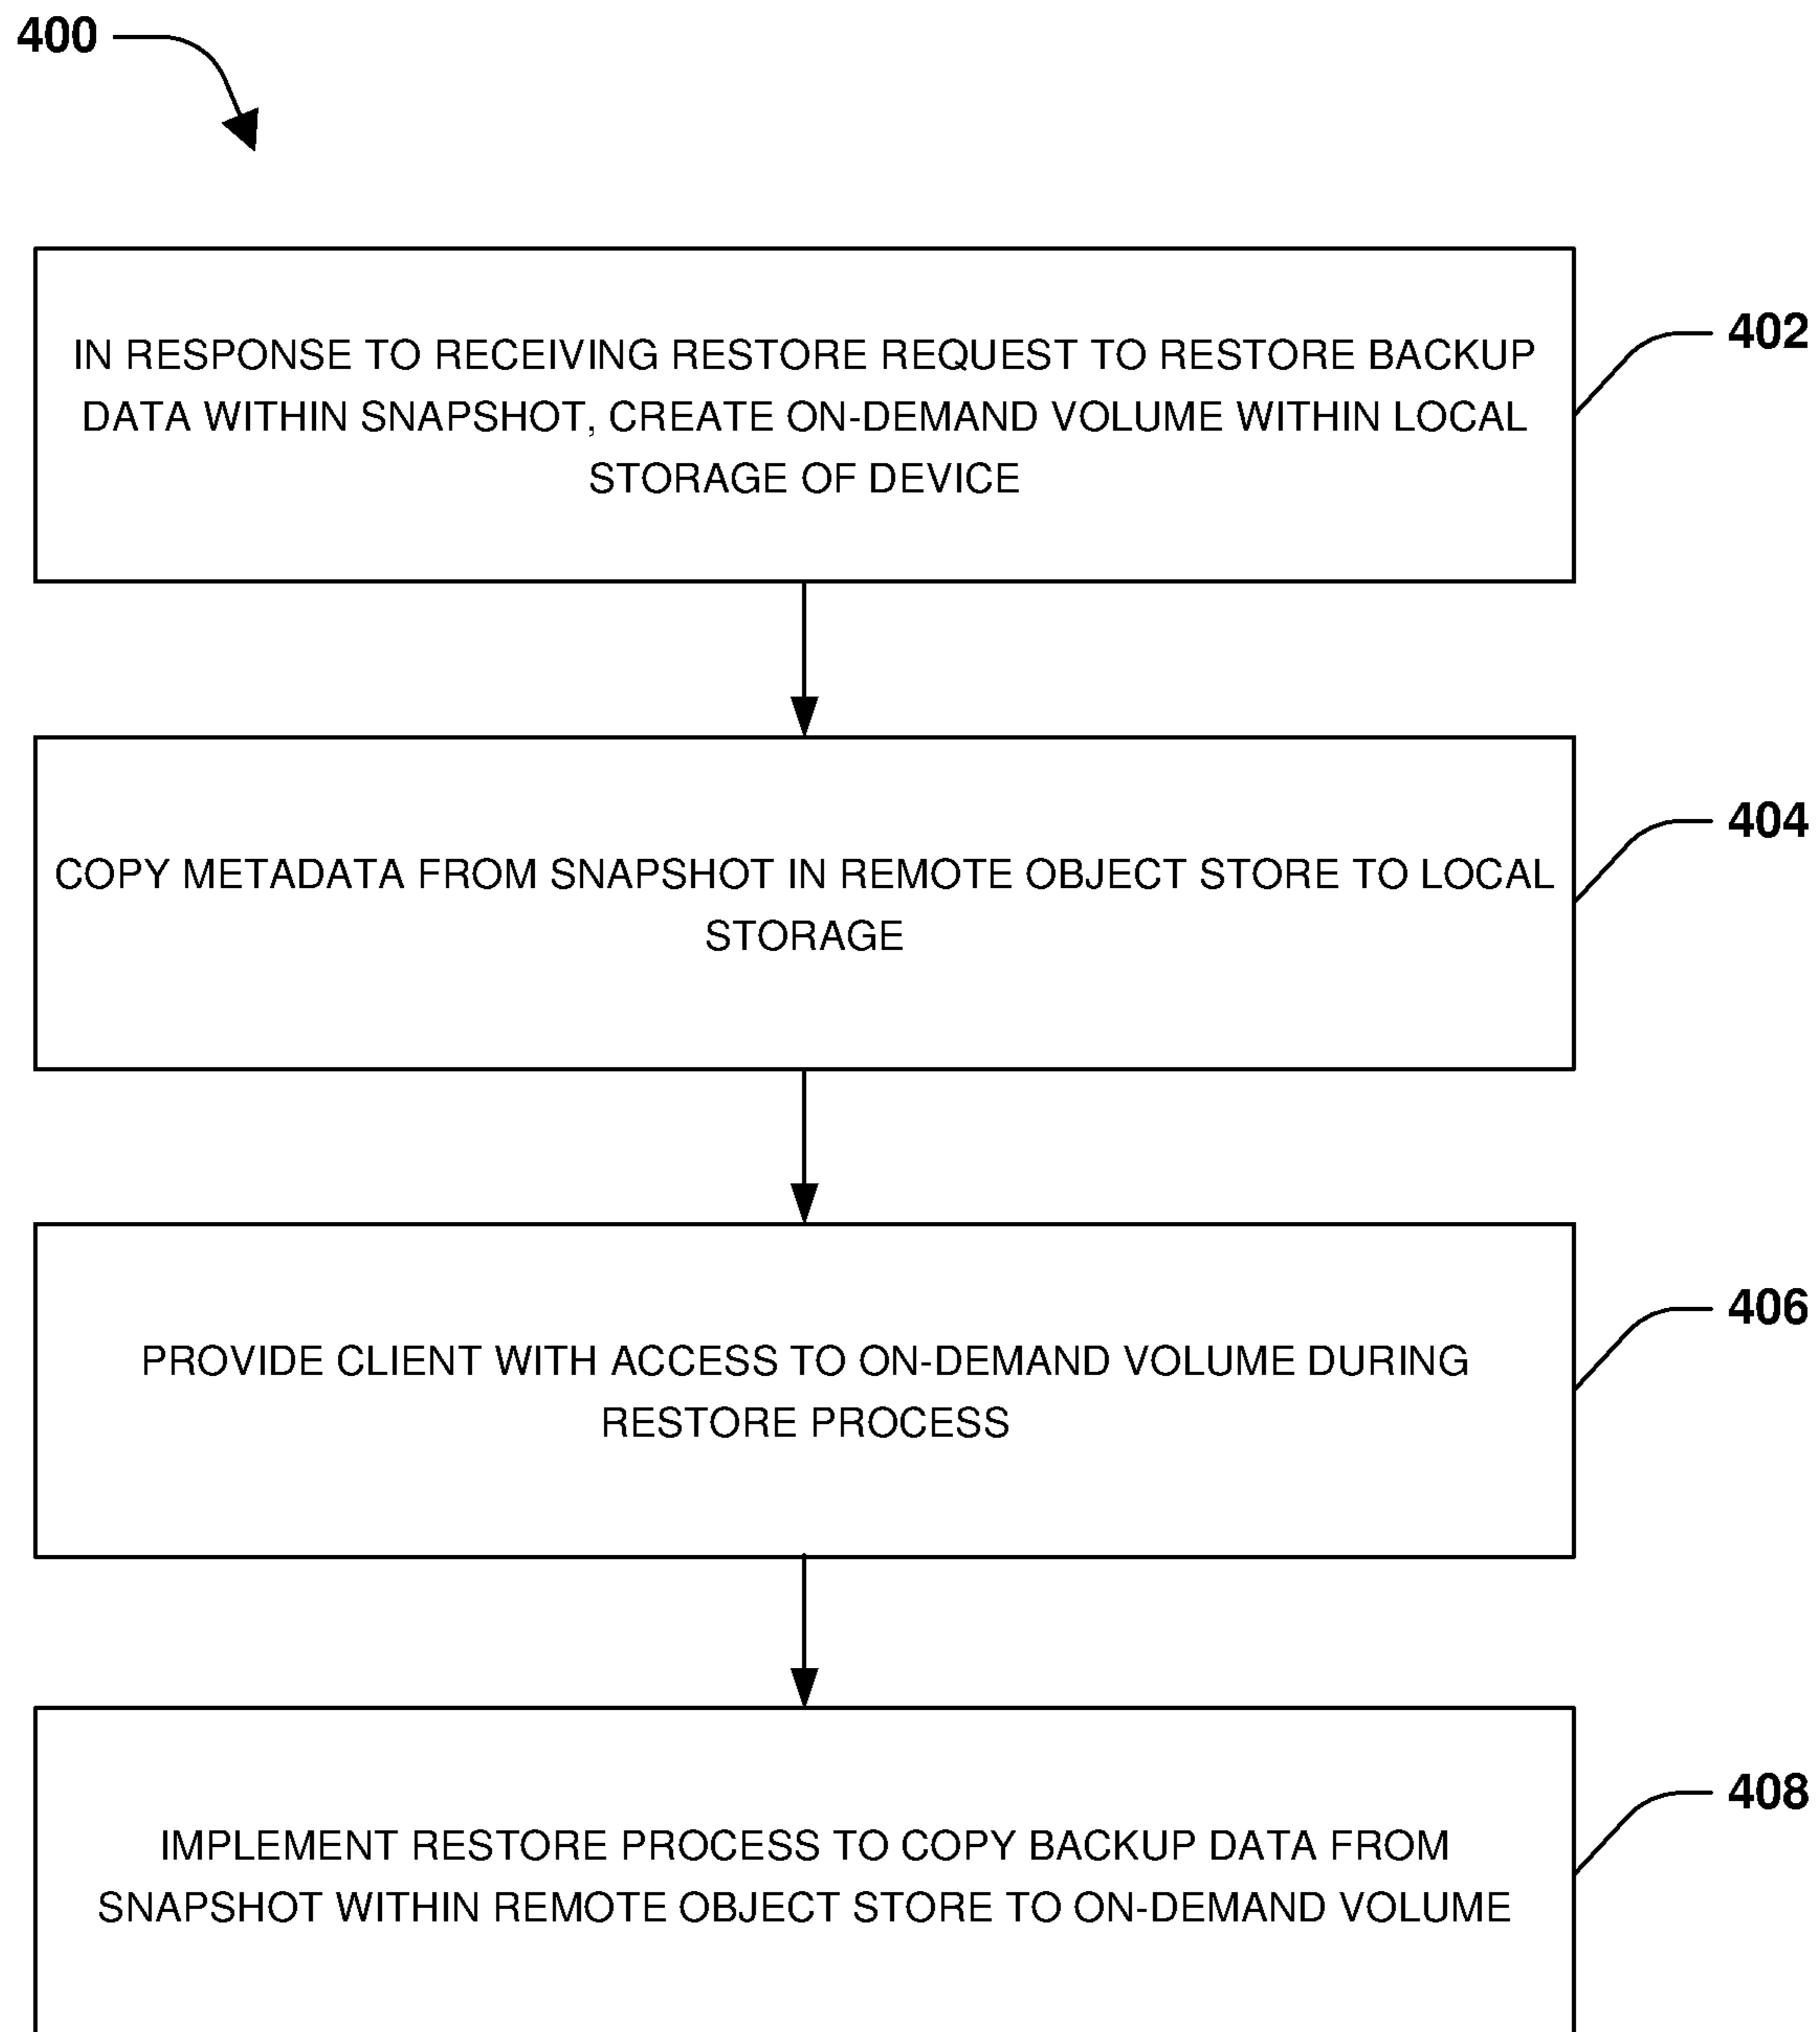 400
IN RESPONSE TO RECEIVING RESTORE REQUEST TO RESTORE BACKUP
DATA WITHIN SNAPSHOT, CREATE ON-DEMAND VOLUME WITHIN LOCAL
STORAGE OF DEVICE
402
COPY METADATA FROM SNAPSHOT IN REMOTE OBJECT STORE TO LOCAL
STORAGE
404
PROVIDE CLIENT WITH ACCESS TO ON-DEMAND VOLUME DURING
RESTORE PROCESS
406
IMPLEMENT RESTORE PROCESS TO COPY BACKUP DATA FROM
SNAPSHOT WITHIN REMOTE OBJECT STORE TO ON-DEMAND VOLUME
408